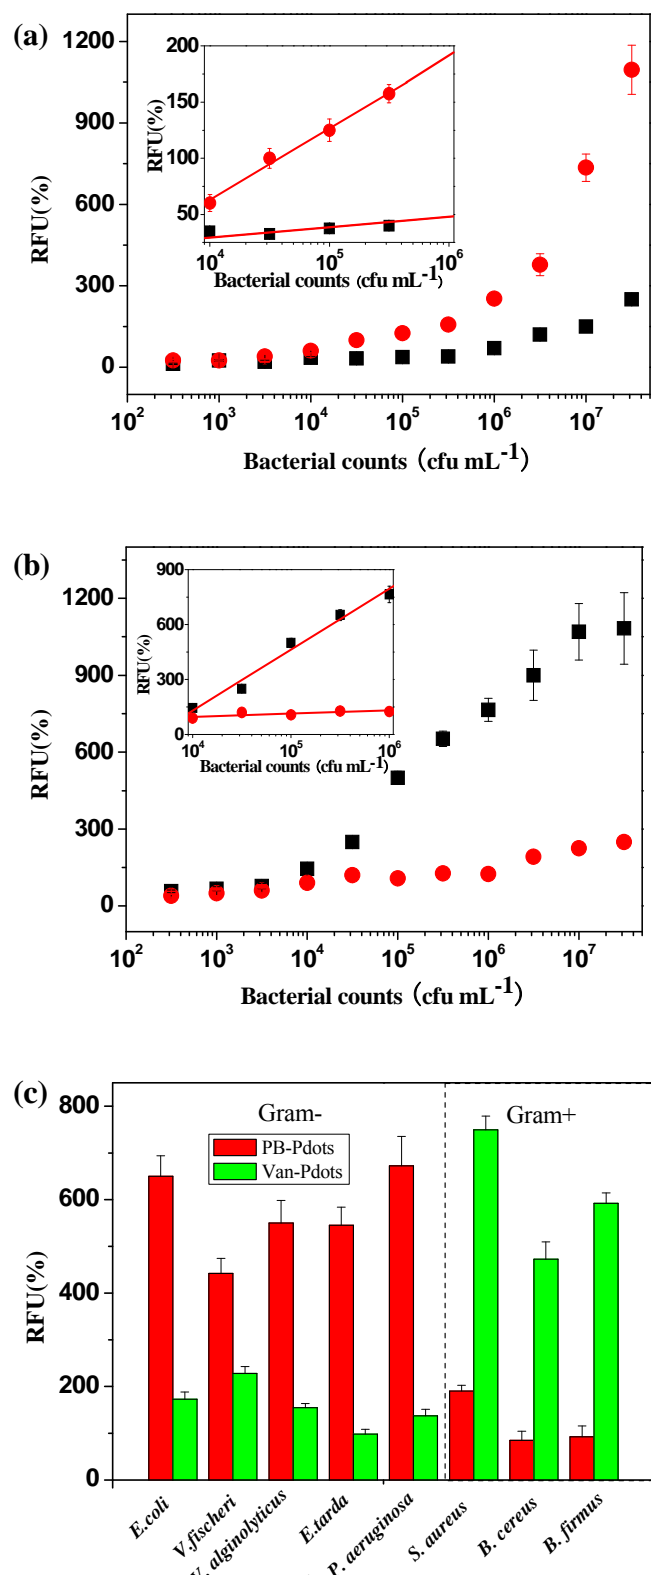 (a)
1200
900
600
300
0
RFU(%)
200
150
100
50
RFU(%)
10^4 10^5 10^6
Bacterial counts (cfu mL^-1)
10^2 10^3 10^4 10^5 10^6 10^7
Bacterial counts (cfu mL^-1)
(b)
1200
900
600
300
0
RFU(%)
900
600
300
0
RFU(%)
10^4 10^5 10^6
Bacterial counts (cfu mL^-1)
10^2 10^3 10^4 10^5 10^6 10^7
Bacterial counts (cfu mL^-1)
(c)
800
600
400
200
0
RFU(%)
Gram- Gram+
PB-Pdots
Van-Pdots
E.coli
V.fischeri
V. alginolyticus
E.tarda
P. aeruginosa
S. aureus
B. cereus
B. firmus